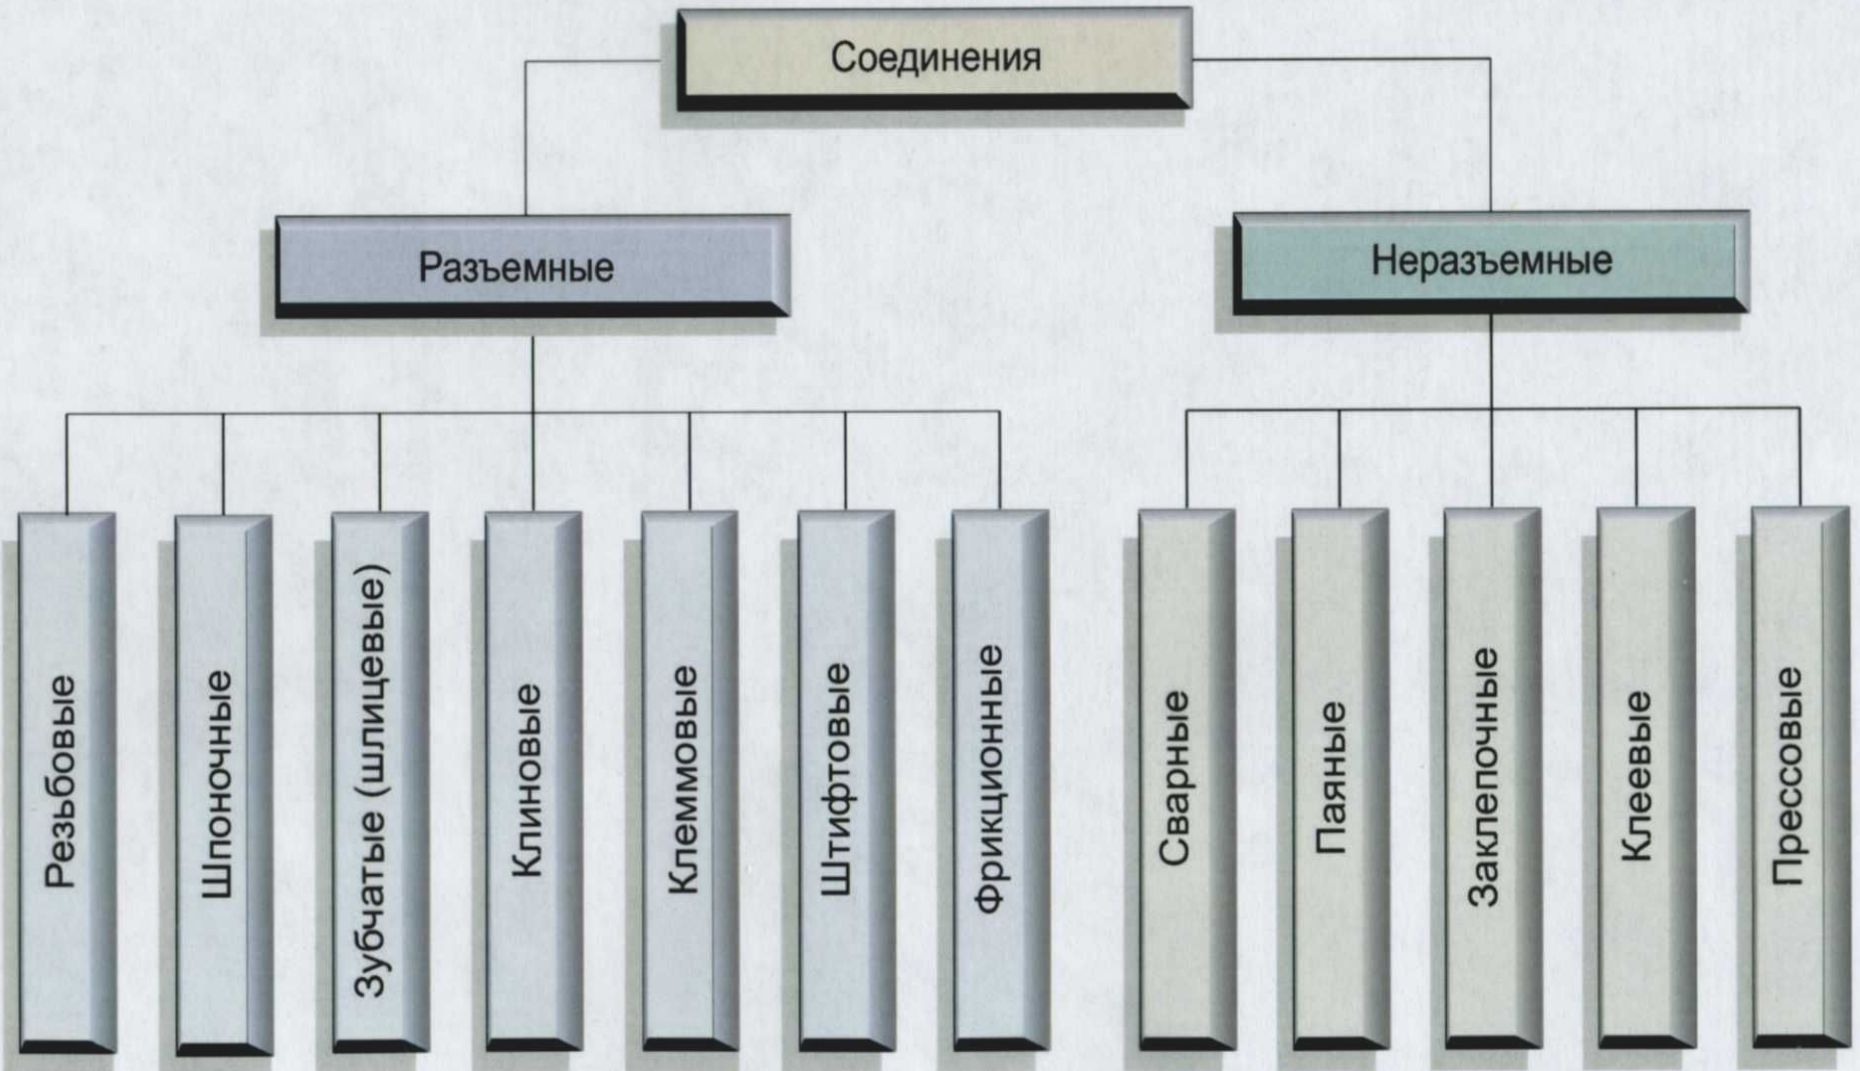 Соединения
Разъемные
Неразъемные
Резьбовые
Шпоночные
Зубчатые (шлицевые)
Клиновые
Клеммовые
Штифтовые
Фрикционные
Сварные
Паяные
Заклепочные
Клеевые
Прессовые